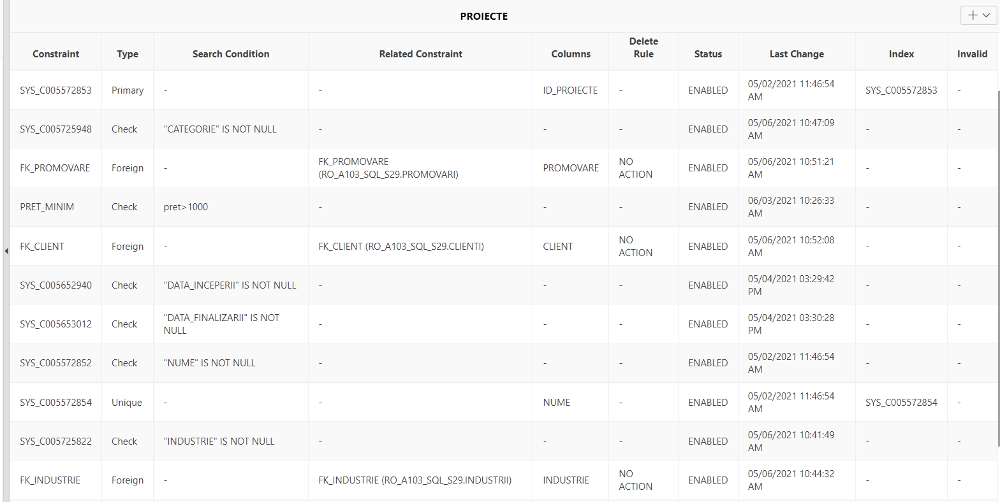 PROIECTE
Constraint Type Search Condition Related Constraint Columns Delete Rule Status Last Change Index Invalid
SYS_C005572853 Primary - - ID_PROIECTE - ENABLED 05/02/2021 11:46:54 AM SYS_C005572853 -
SYS_C005725948 Check "CATEGORIE" IS NOT NULL - - - ENABLED 05/06/2021 10:47:09 AM - -
FK_PROMOVARE Foreign - FK_PROMOVARE (RO_A103_SQL_S29.PROMOVARI) PROMOVARE NO ACTION ENABLED 05/06/2021 10:51:21 AM - -
PRET_MINIM Check pret>1000 - - - ENABLED 06/03/2021 10:26:33 AM - -
FK_CLIENT Foreign - FK_CLIENT (RO_A103_SQL_S29.CLIENTI) CLIENT NO ACTION ENABLED 05/06/2021 10:52:08 AM - -
SYS_C005652940 Check "DATA_INCEPERII" IS NOT NULL - - - ENABLED 05/04/2021 03:29:42 PM - -
SYS_C005653012 Check "DATA_FINALIZARII" IS NOT NULL - - - ENABLED 05/04/2021 03:30:28 PM - -
SYS_C005572852 Check "NUME" IS NOT NULL - - - ENABLED 05/02/2021 11:46:54 AM - -
SYS_C005572854 Unique - - NUME - ENABLED 05/02/2021 11:46:54 AM SYS_C005572854 -
SYS_C005725822 Check "INDUSTRIE" IS NOT NULL - - - ENABLED 05/06/2021 10:41:49 AM - -
FK_INDUSTRIE Foreign - FK_INDUSTRIE (RO_A103_SQL_S29.INDUSTRII) INDUSTRIE NO ACTION ENABLED 05/06/2021 10:44:32 AM - -